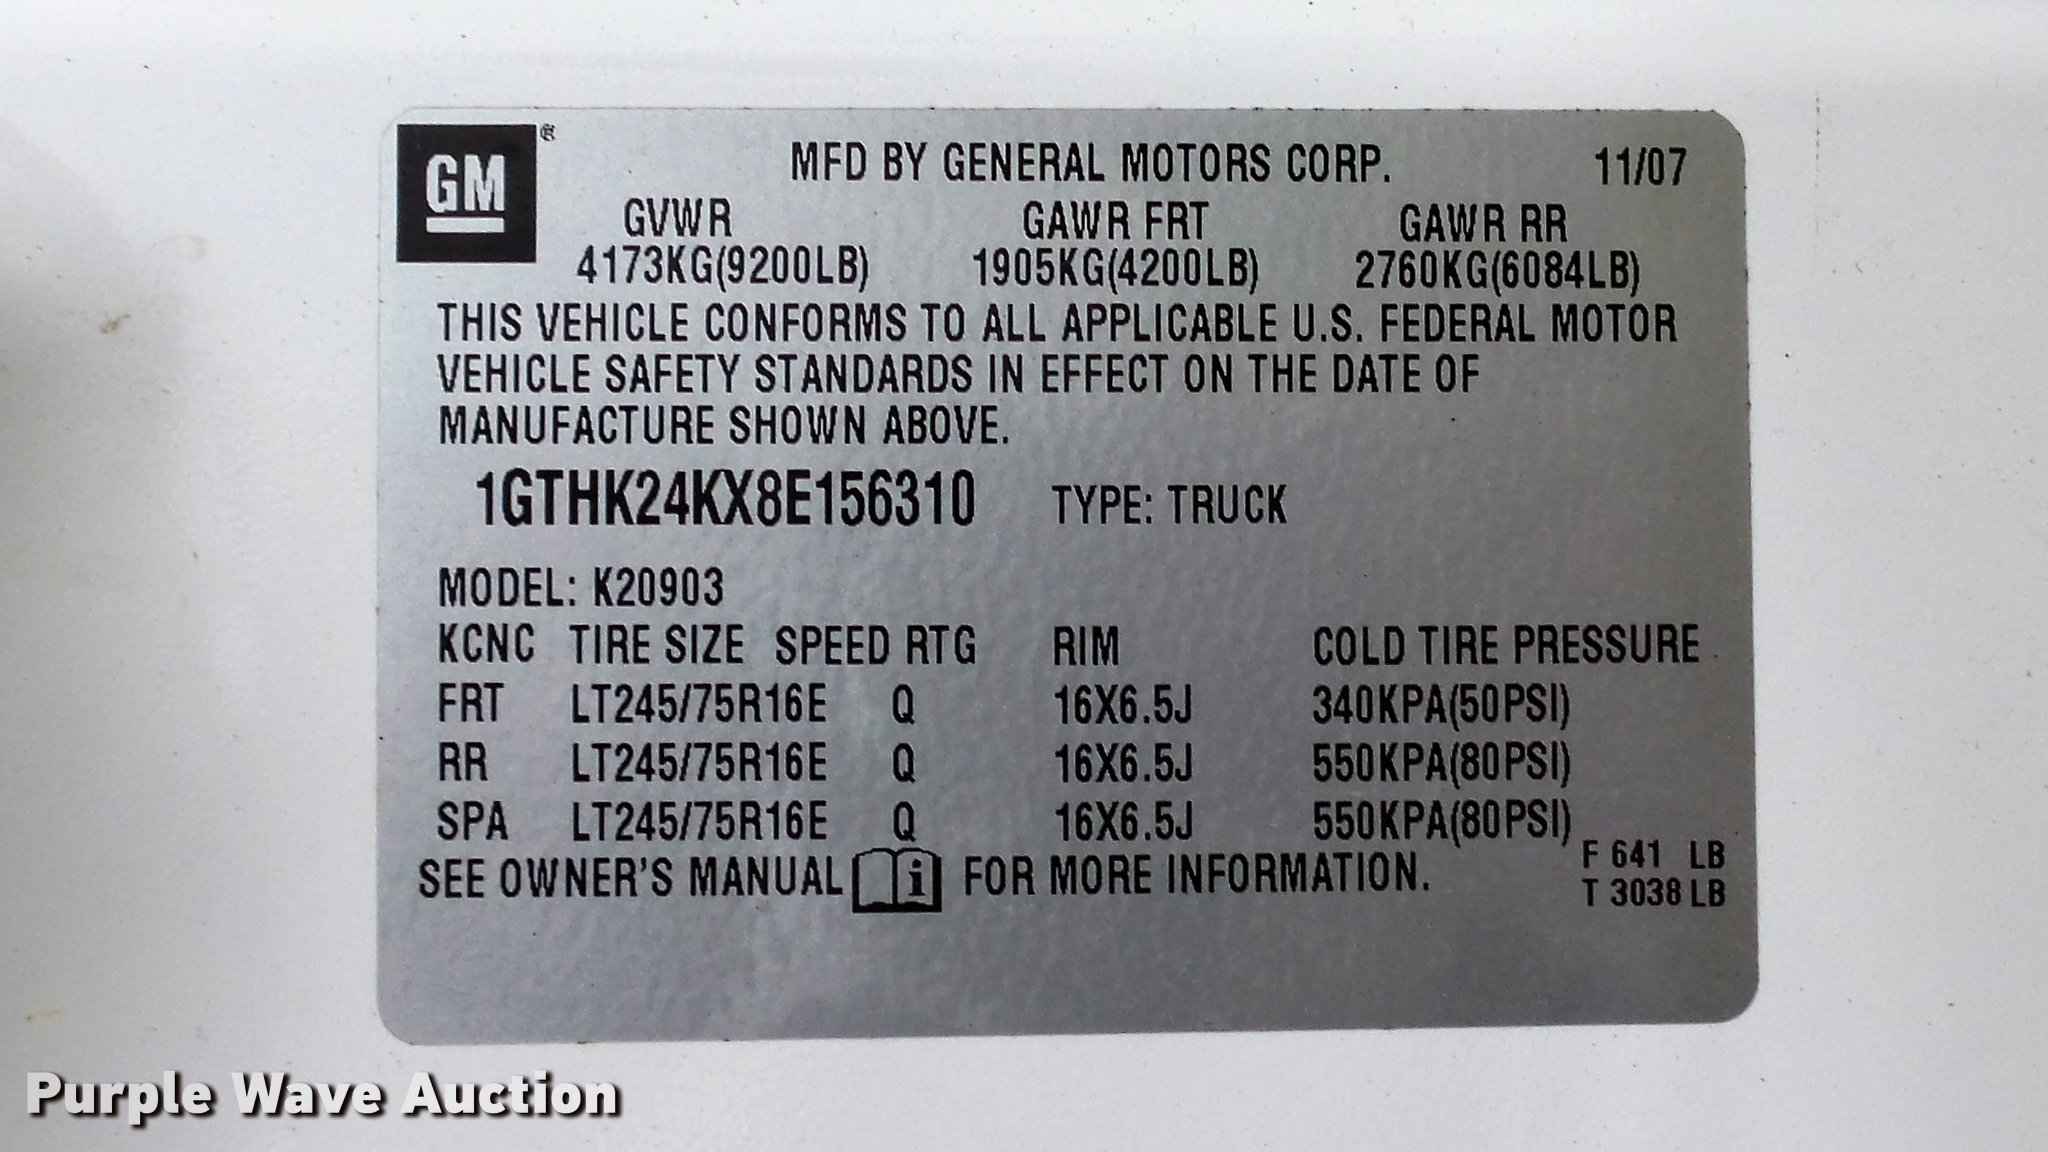 GM ® MFD BY GENERAL MOTORS CORP. 11/07
GVWR GAWR FRT GAWR RR
4173KG(9200LB) 1905KG(4200LB) 2760KG(6084LB)
THIS VEHICLE CONFORMS TO ALL APPLICABLE U.S. FEDERAL MOTOR
VEHICLE SAFETY STANDARDS IN EFFECT ON THE DATE OF
MANUFACTURE SHOWN ABOVE.
1GTHK24KX8E156310 TYPE: TRUCK
MODEL: K20903
KCNC TIRE SIZE SPEED RTG RIM COLD TIRE PRESSURE
FRT LT245/75R16E Q 16X6.5J 340KPA(50PSI)
RR LT245/75R16E Q 16X6.5J 550KPA(80PSI)
SPA LT245/75R16E Q 16X6.5J 550KPA(80PSI)
SEE OWNER'S MANUAL i FOR MORE INFORMATION.
F 641 LB
T 3038 LB
Purple Wave Auction